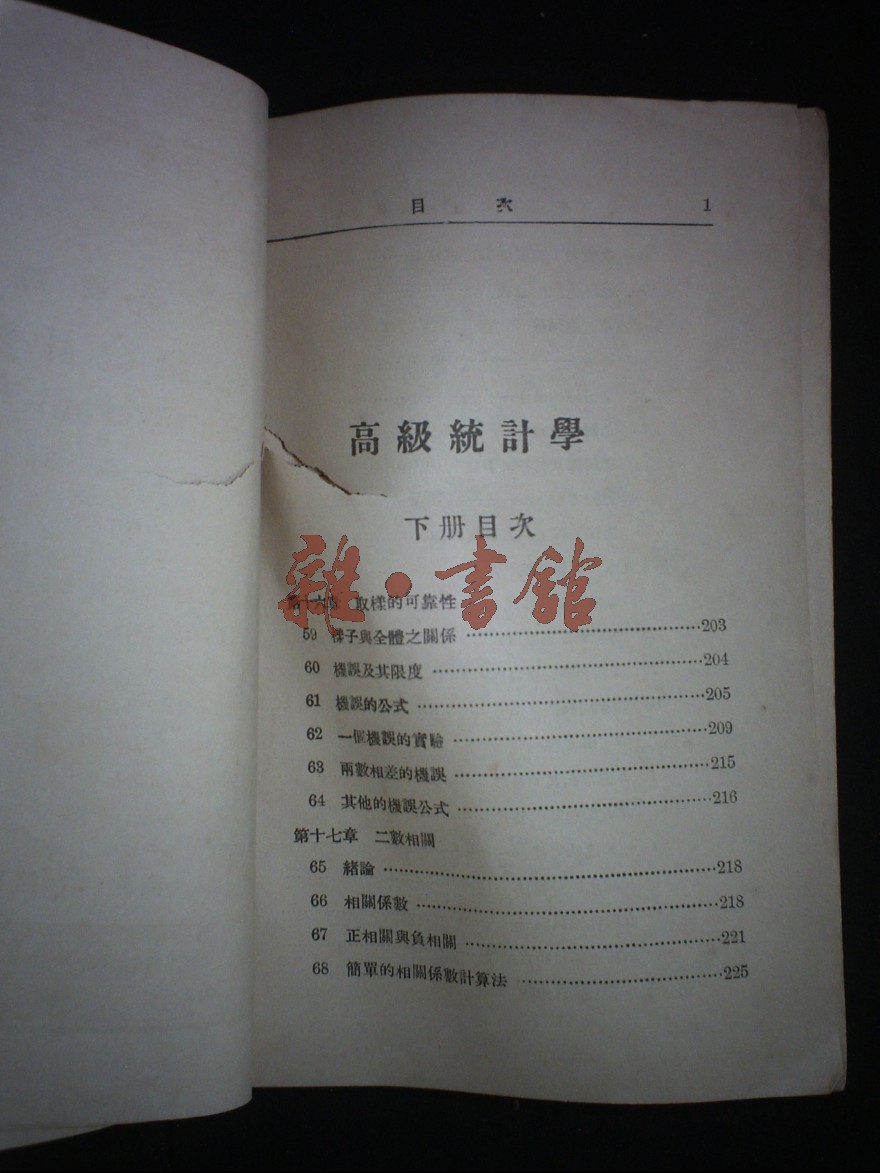 目 次 1
高級統計學
下册目次
雜·書館
第十六章 取樣的可靠性
59 樣子與全體之關係 203
60 機誤及其限度 204
61 機誤的公式 205
62 一個機誤的實驗 209
63 兩數相差的機誤 215
64 其他的機誤公式 216
第十七章 二數相關
65 緒論 218
66 相關係數 218
67 正相關與負相關 221
68 簡單的相關係數計算法 225